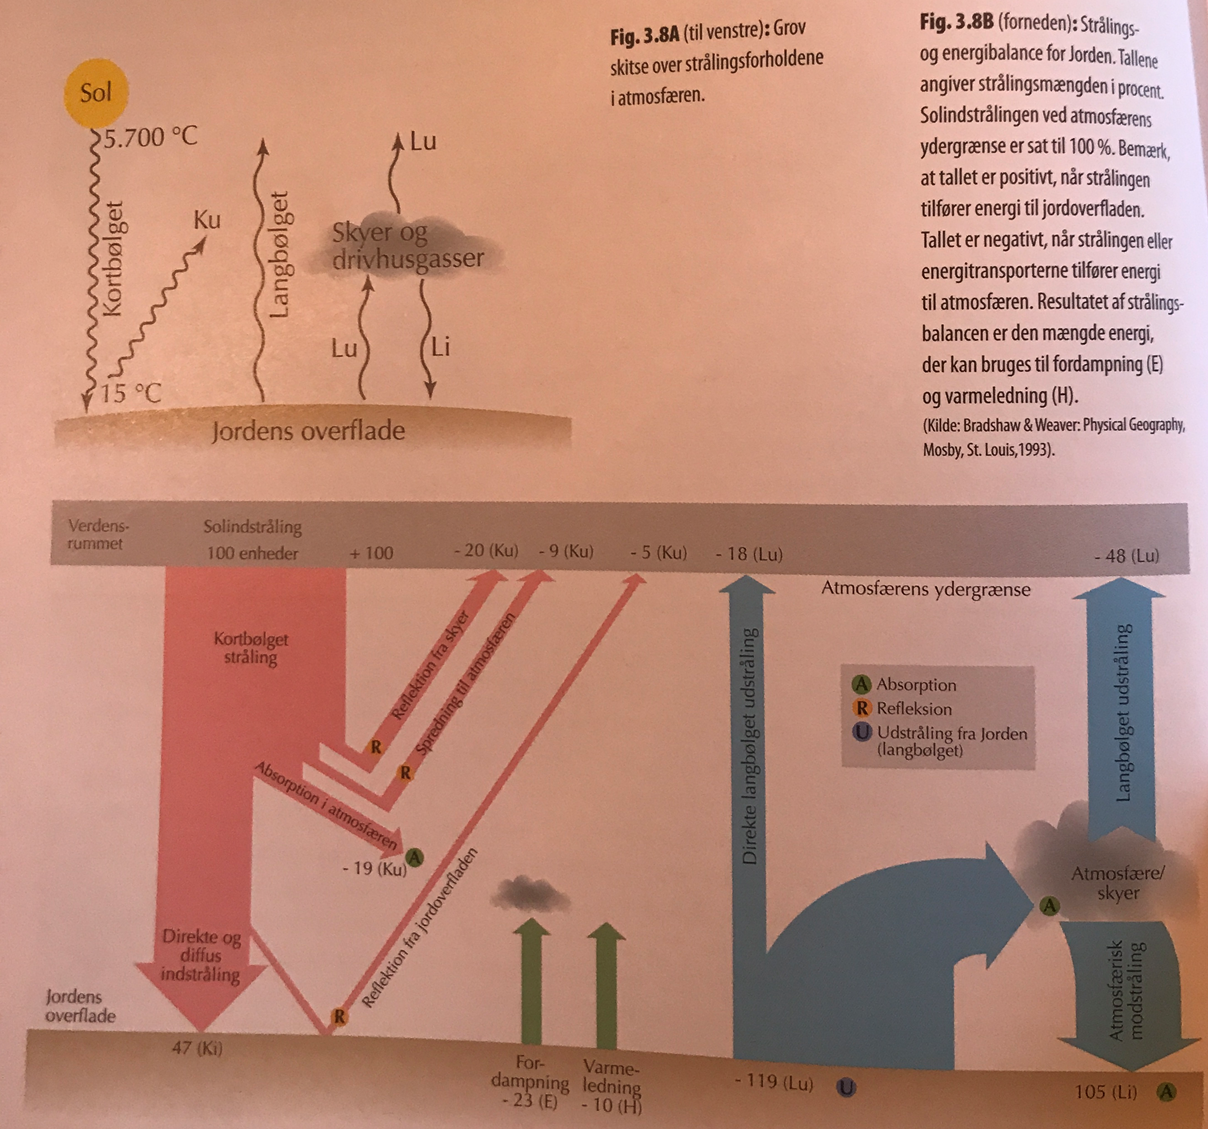 Fig. 3.8A (til venstre): Grov
skitse over strålingsforholdene
i atmosfæren.
Fig. 3.8B (forneden): Strålings-
og energibalance for Jorden. Tallene
angiver strålingsmængden i procent.
Solindstrålingen ved atmosfærens
ydergrænse er sat til 100 %. Bemærk,
at tallet er positivt, når strålingen
tilfører energi til jordoverfladen.
Tallet er negativt, når strålingen eller
energitransporterne tilfører energi
til atmosfæren. Resultatet af strålings-
balancen er den mængde energi,
der kan bruges til fordampning (E)
og varmeledning (H).
(Kilde: Bradshaw & Weaver: Physical Geography,
Mosby, St. Louis,1993).
Sol
5.700 °C
Kortbølget
Ku
15 °C
Langbølget
Lu
Skyer og
drivhusgasser
Lu
Li
Jordens overflade
Verdens-
rummet
Solindstråling
100 enheder
+ 100
- 20 (Ku)
- 9 (Ku)
- 5 (Ku)
- 18 (Lu)
- 48 (Lu)
Atmosfærens ydergrænse
Kortbølget
stråling
Reflektion fra skyer
Spredning til atmosfæren
R
R
Absorption i atmosfæren
A
- 19 (Ku)
Reflektion fra jordoverfladen
R
Direkte og
diffus
indstråling
Jordens
overflade
47 (Ki)
For-
dampning
- 23 (E)
Varme-
ledning
- 10 (H)
Direkte langbølget udstråling
- 119 (Lu)
U
A Absorption
R Refleksion
U Udstråling fra Jorden
(langbølget)
Langbølget udstråling
Atmosfære/
skyer
A
Atmosfærisk
modstråling
105 (Li)
A